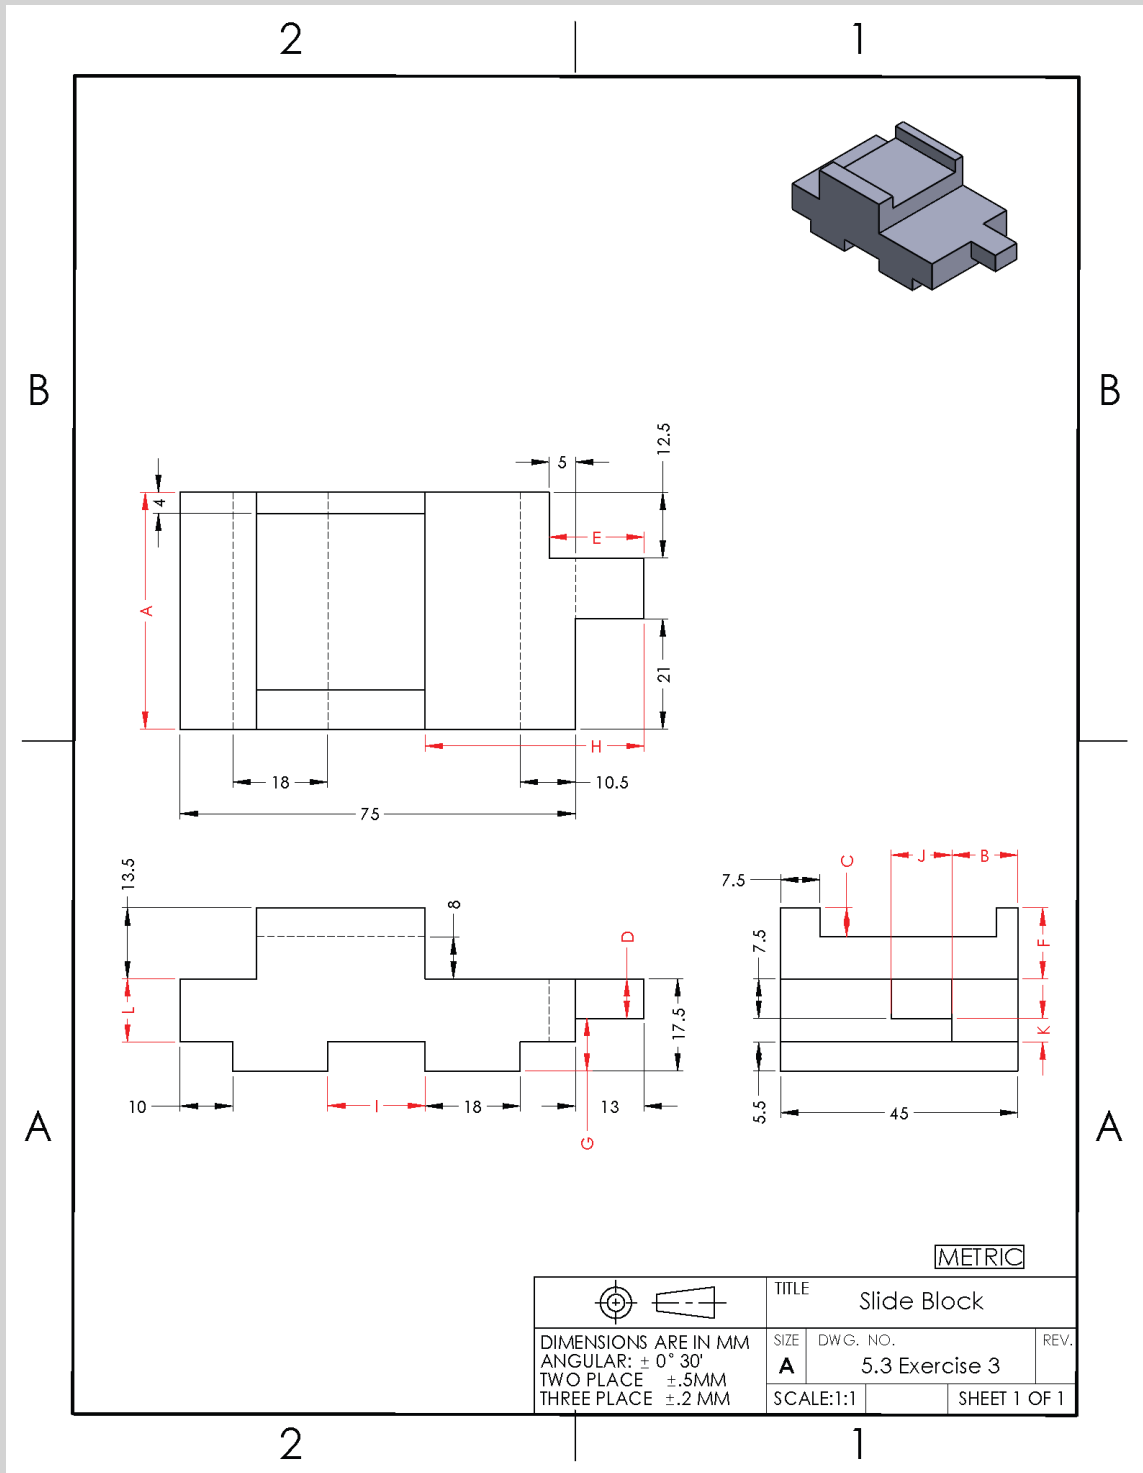 2 1
B B
12.5
5
4
E
A
21
H
18 10.5
75
13.5
8
C J B
7.5
D
7.5
F
L
17.5
K
10 I 18 13
5.5
45
G
A A
METRIC
TITLE
Slide Block
DIMENSIONS ARE IN MM
ANGULAR: ± 0° 30'
TWO PLACE ±.5MM
THREE PLACE ±.2 MM
SIZE DWG. NO. REV.
A 5.3 Exercise 3
SCALE:1:1 SHEET 1 OF 1
2 1